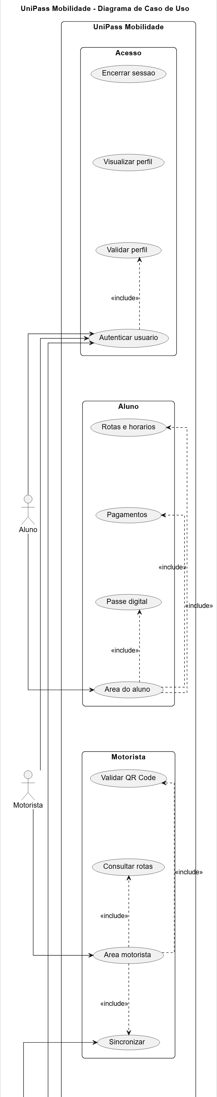 UniPass Mobilidade - Diagrama de Caso de Uso
UniPass Mobilidade
Acesso
Encerrar sessao
Visualizar perfil
Validar perfil
«include»
Autenticar usuario
Aluno
Rotas e horarios
Aluno
Pagamentos
«include»
Passe digital
«include»
«include»
Area do aluno
Motorista
Validar QR Code
Motorista
Consultar rotas
«include»
«include»
Area motorista
«include»
Sincronizar